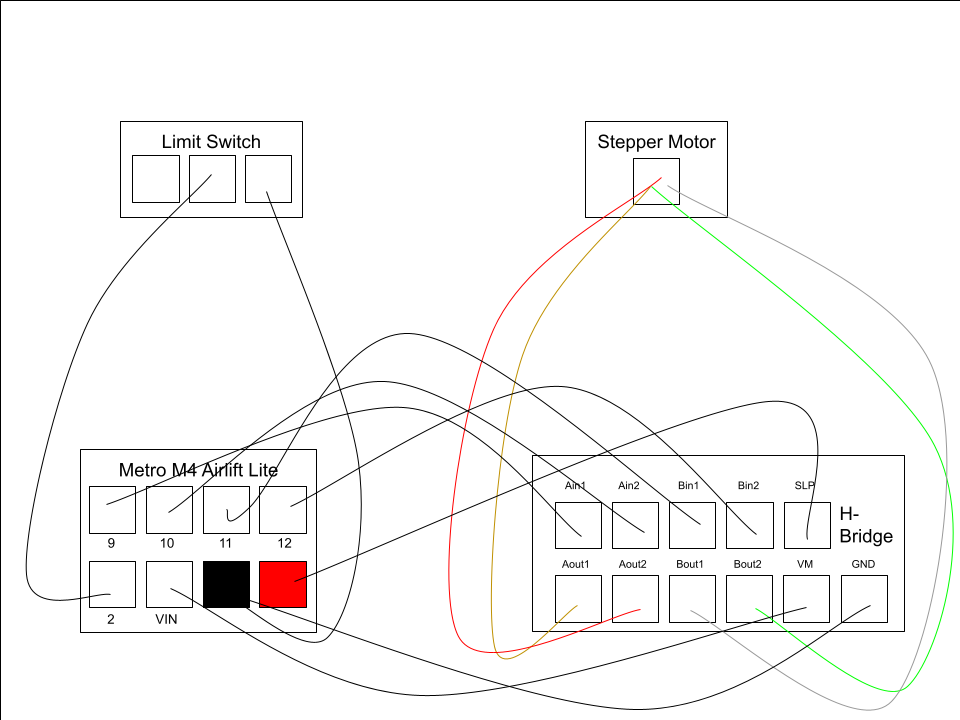 Limit Switch
Stepper Motor
Metro M4 Airlift Lite
9 10 11 12
2 VIN
Ain1 Ain2 Bin1 Bin2 SLP
H-
Bridge
Aout1 Aout2 Bout1 Bout2 VM GND